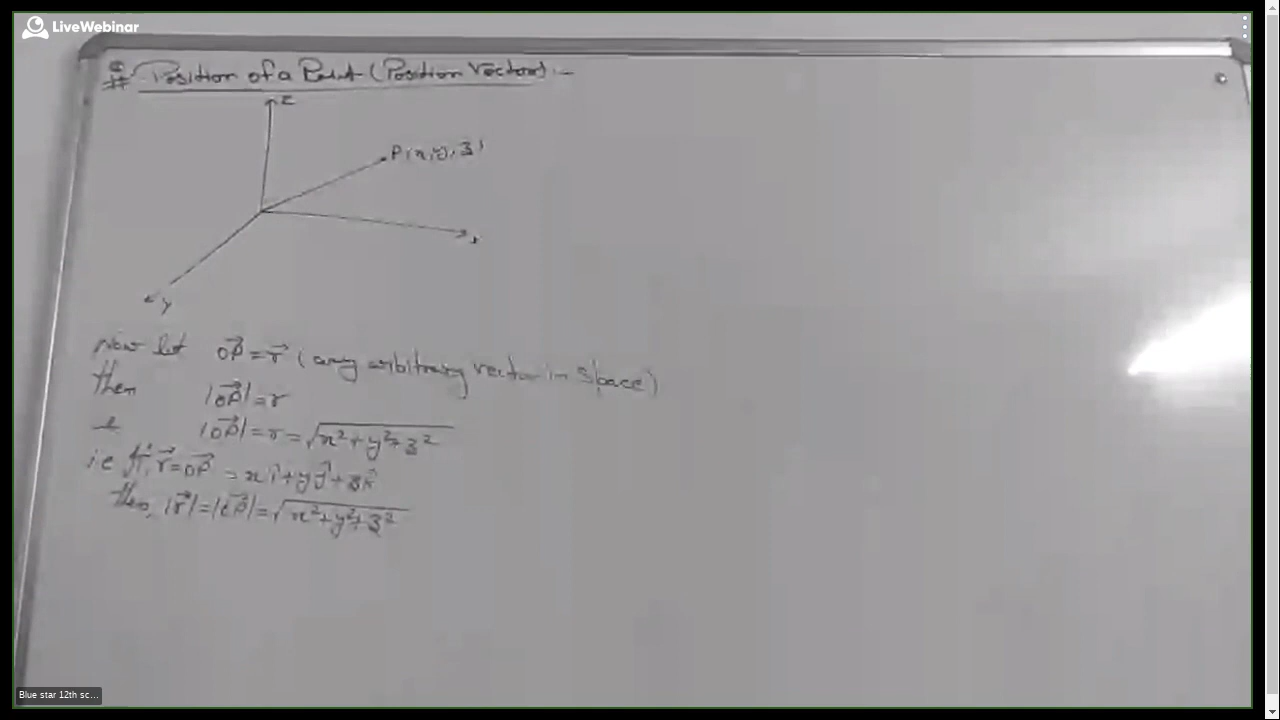 LiveWebinar
# Position of a Point (Position Vector) :-
z
P(x,y,z)
x
y
Now let OP⃗ = r⃗ (any arbitrary vector in space)
then |OP⃗| = r
& |OP⃗| = r = √x²+y²+z²
i.e if, r⃗ = OP⃗ = xî+yĵ+zk̂
then, |r⃗| = |OP⃗| = √x²+y²+z²
Blue star 12th sc...